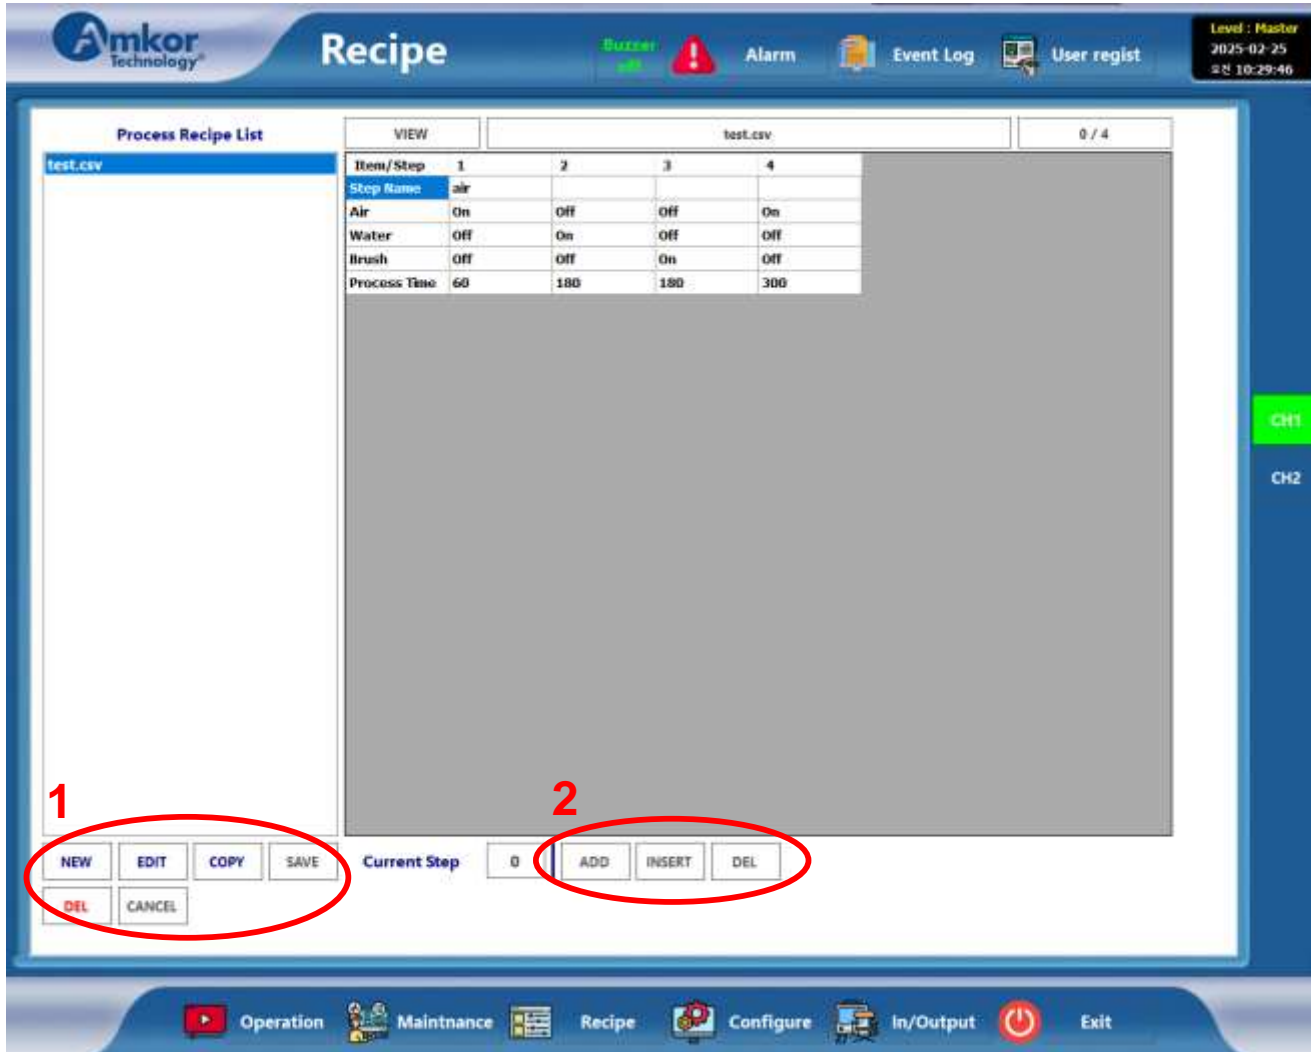 Amkor
Technology®
Recipe
Buzzer
off
Alarm
Event Log
User regist
Level : Master
2025-02-25
오전 10:29:46
Process Recipe List
VIEW
test.csv
0 / 4
test.csv
Item/Step 1 2 3 4
Step Name air
Air On Off Off On
Water Off On Off Off
Brush Off Off On Off
Process Time 60 180 180 300
CH1
CH2
1
2
NEW EDIT COPY SAVE Current Step 0 ADD INSERT DEL
DEL CANCEL
Operation Maintnance Recipe Configure In/Output Exit